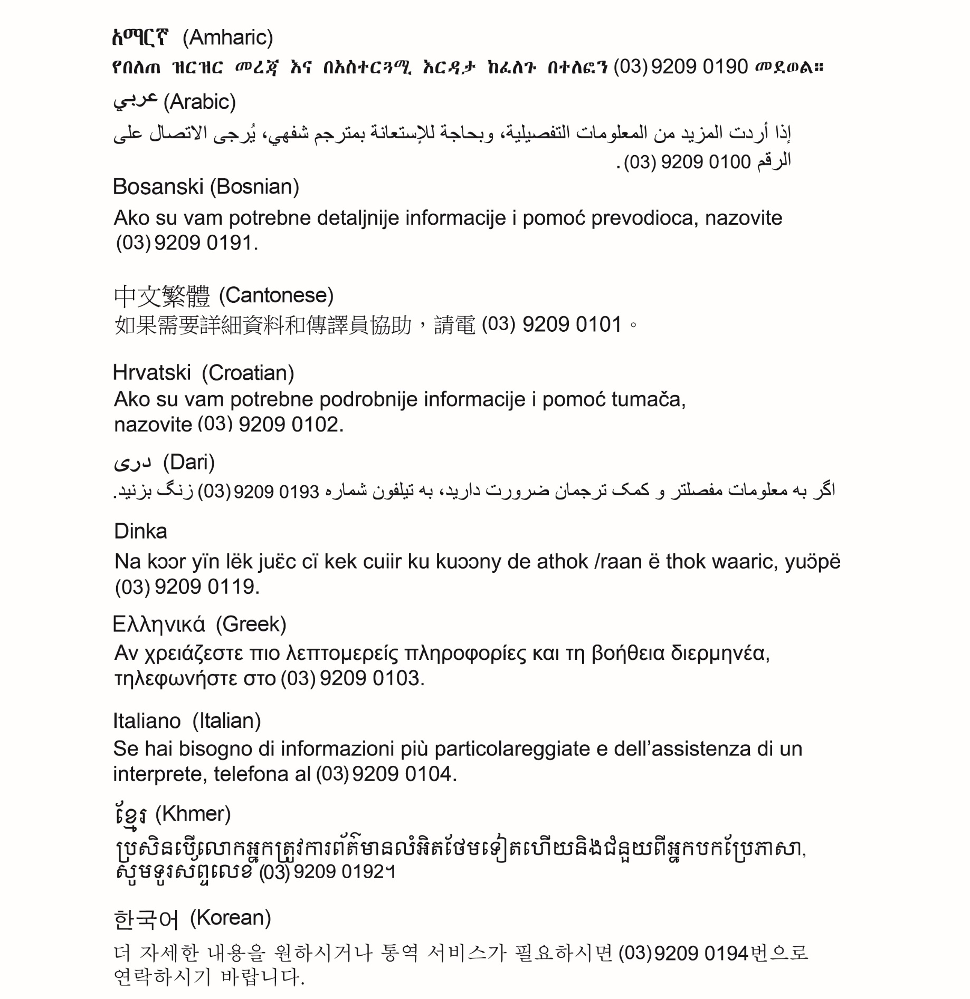 አማርኛ (Amharic)
የበለጠ ዝርዝር መረጃ እና በአስተርጓሚ እርዳታ ከፈለጉ በተለፎን (03) 9209 0190 መደወል።
عربي (Arabic)
إذا أردت المزيد من المعلومات التفصيلية، وبحاجة للإستعانة بمترجم شفهي، يُرجى الاتصال على
الرقم 0100 9209 (03).
Bosanski (Bosnian)
Ako su vam potrebne detaljnije informacije i pomoć prevodioca, nazovite
(03) 9209 0191.
中文繁體 (Cantonese)
如果需要詳細資料和傳譯員協助，請電 (03) 9209 0101。
Hrvatski (Croatian)
Ako su vam potrebne podrobnije informacije i pomoć tumača,
nazovite (03) 9209 0102.
دری (Dari)
اگر به معلومات مفصلتر و کمک ترجمان ضرورت دارید، به تیلفون شماره 0193 9209 (03) زنگ بزنید.
Dinka
Na kɔɔr yïn lëk juɛ̈c cï kek cuiir ku kuɔɔny de athok /raan ë thok waaric, yuɔ̈pë
(03) 9209 0119.
Ελληνικά (Greek)
Αν χρειάζεστε πιο λεπτομερείς πληροφορίες και τη βοήθεια διερμηνέα,
τηλεφωνήστε στο (03) 9209 0103.
Italiano (Italian)
Se hai bisogno di informazioni più particolareggiate e dell’assistenza di un
interprete, telefona al (03) 9209 0104.
ខ្មែរ (Khmer)
ប្រសិនបើលោកអ្នកត្រូវការព័ត៌មានលំអិតថែមទៀតហើយនិងជំនួយពីអ្នកបកប្រែភាសា,
សូមទូរស័ព្ទលេខ (03) 9209 0192។
한국어 (Korean)
더 자세한 내용을 원하시거나 통역 서비스가 필요하시면 (03) 9209 0194번으로
연락하시기 바랍니다.